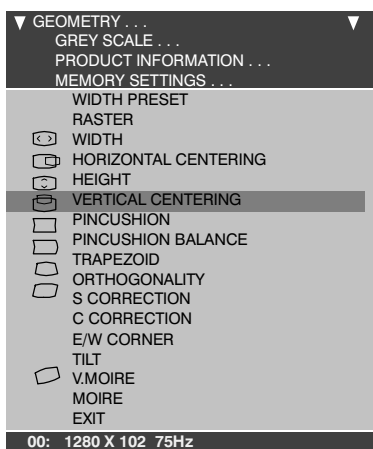 GEOMETRY . . .
GREY SCALE . . .
PRODUCT INFORMATION . . .
MEMORY SETTINGS . . .
WIDTH PRESET
RASTER
WIDTH
HORIZONTAL CENTERING
HEIGHT
VERTICAL CENTERING
PINCUSHION
PINCUSHION BALANCE
TRAPEZOID
ORTHOGONALITY
S CORRECTION
C CORRECTION
E/W CORNER
TILT
V.MOIRE
MOIRE
EXIT
00: 1280 X 102 75Hz